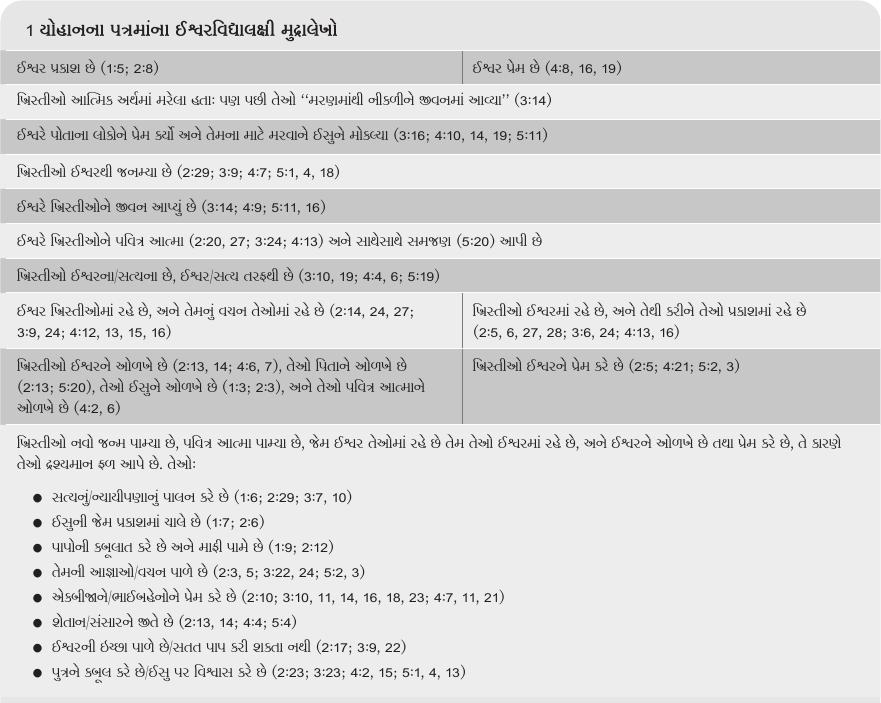 1 યોહાનના પત્રમાંના ઈશ્વરવિદ્યાલક્ષી મુદ્રાલેખો
ઈશ્વર પ્રકાશ છે (1:5; 2:8)
ઈશ્વર પ્રેમ છે (4:8, 16, 19)
ખ્રિસ્તીઓ આત્મિક અર્થમાં મરેલા હતાઃ પણ પછી તેઓ ‘‘મરણમાંથી નીકળીને જીવનમાં આવ્યા’’ (3:14)
ઈશ્વરે પોતાના લોકોને પ્રેમ કર્યો અને તેમના માટે મરવાને ઈસુને મોકલ્યા (3:16; 4:10, 14, 19; 5:11)
ખ્રિસ્તીઓ ઈશ્વરથી જનમ્યા છે (2:29; 3:9; 4:7; 5:1, 4, 18)
ઈશ્વરે ખ્રિસ્તીઓને જીવન આપ્યું છે (3:14; 4:9; 5:11, 16)
ઈશ્વરે ખ્રિસ્તીઓને પવિત્ર આત્મા (2:20, 27; 3:24; 4:13) અને સાથેસાથે સમજણ (5:20) આપી છે
ખ્રિસ્તીઓ ઈશ્વરના/સત્યના છે, ઈશ્વર/સત્ય તરફથી છે (3:10, 19; 4:4, 6; 5:19)
ઈશ્વર ખ્રિસ્તીઓમાં રહે છે, અને તેમનું વચન તેઓમાં રહે છે (2:14, 24, 27;
3:9, 24; 4:12, 13, 15, 16)
ખ્રિસ્તીઓ ઈશ્વરમાં રહે છે, અને તેથી કરીને તેઓ પ્રકાશમાં રહે છે
(2:5, 6, 27, 28; 3:6, 24; 4:13, 16)
ખ્રિસ્તીઓ ઈશ્વરને ઓળખે છે (2:13, 14; 4:6, 7), તેઓ પિતાને ઓળખે છે
(2:13; 5:20), તેઓ ઈસુને ઓળખે છે (1:3; 2:3), અને તેઓ પવિત્ર આત્માને
ઓળખે છે (4:2, 6)
ખ્રિસ્તીઓ ઈશ્વરને પ્રેમ કરે છે (2:5; 4:21; 5:2, 3)
ખ્રિસ્તીઓ નવો જન્મ પામ્યા છે, પવિત્ર આત્મા પામ્યા છે, જેમ ઈશ્વર તેઓમાં રહે છે તેમ તેઓ ઈશ્વરમાં રહે છે, અને ઈશ્વરને ઓળખે છે તથા પ્રેમ કરે છે, તે કારણે
તેઓ દ્રશ્યમાન ફળ આપે છે. તેઓઃ
● સત્યનું/ન્યાયીપણાનું પાલન કરે છે (1:6; 2:29; 3:7, 10)
● ઈસુની જેમ પ્રકાશમાં ચાલે છે (1:7; 2:6)
● પાપોની કબૂલાત કરે છે અને માફી પામે છે (1:9; 2:12)
● તેમની આજ્ઞાઓ/વચન પાળે છે (2:3, 5; 3:22, 24; 5:2, 3)
● એકબીજાને/ભાઈબહેનોને પ્રેમ કરે છે (2:10; 3:10, 11, 14, 16, 18, 23; 4:7, 11, 21)
● શેતાન/સંસારને જીતે છે (2:13, 14; 4:4; 5:4)
● ઈશ્વરની ઇચ્છા પાળે છે/સતત પાપ કરી શકતા નથી (2:17; 3:9, 22)
● પુત્રને કબૂલ કરે છે/ઈસુ પર વિશ્વાસ કરે છે (2:23; 3:23; 4:2, 15; 5:1, 4, 13)